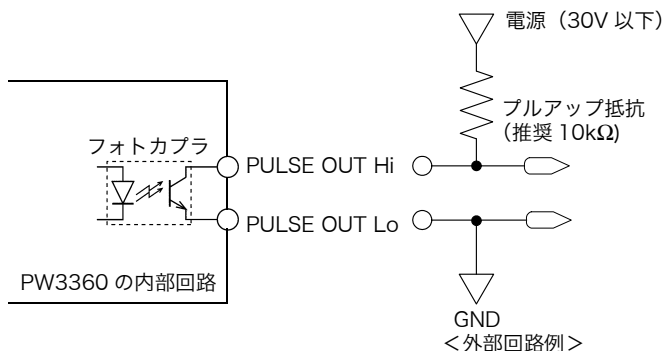 電源（30V 以下）
プルアップ抵抗
（推奨 10kΩ)
フォトカプラ
PULSE OUT Hi
PULSE OUT Lo
PW3360 の内部回路
GND
＜外部回路例＞